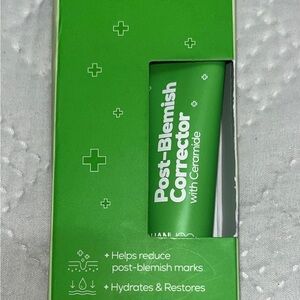 Post-Blemish
Corrector
with Ceramide
+ Helps reduce
post-blemish marks
+ Hydrates & Restores